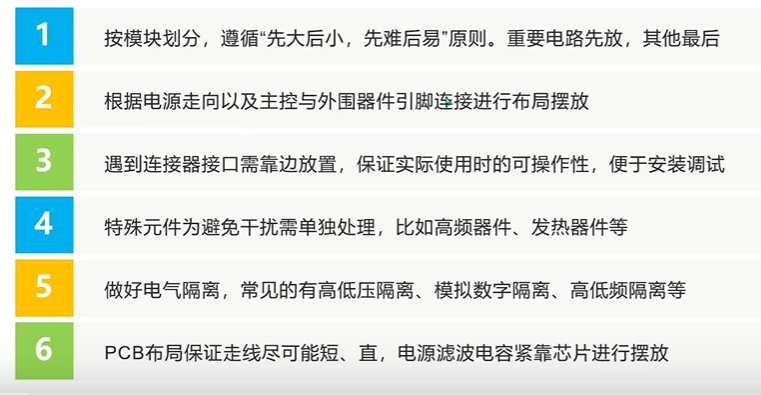 1 按模块划分，遵循“先大后小，先难后易”原则。重要电路先放，其他最后
2 根据电源走向以及主控与外围器件引脚连接进行布局摆放
3 遇到连接器接口需靠边放置，保证实际使用时的可操作性，便于安装调试
4 特殊元件为避免干扰需单独处理，比如高频器件、发热器件等
5 做好电气隔离，常见的有高低压隔离、模拟数字隔离、高低频隔离等
6 PCB布局保证走线尽可能短、直，电源滤波电容紧靠芯片进行摆放